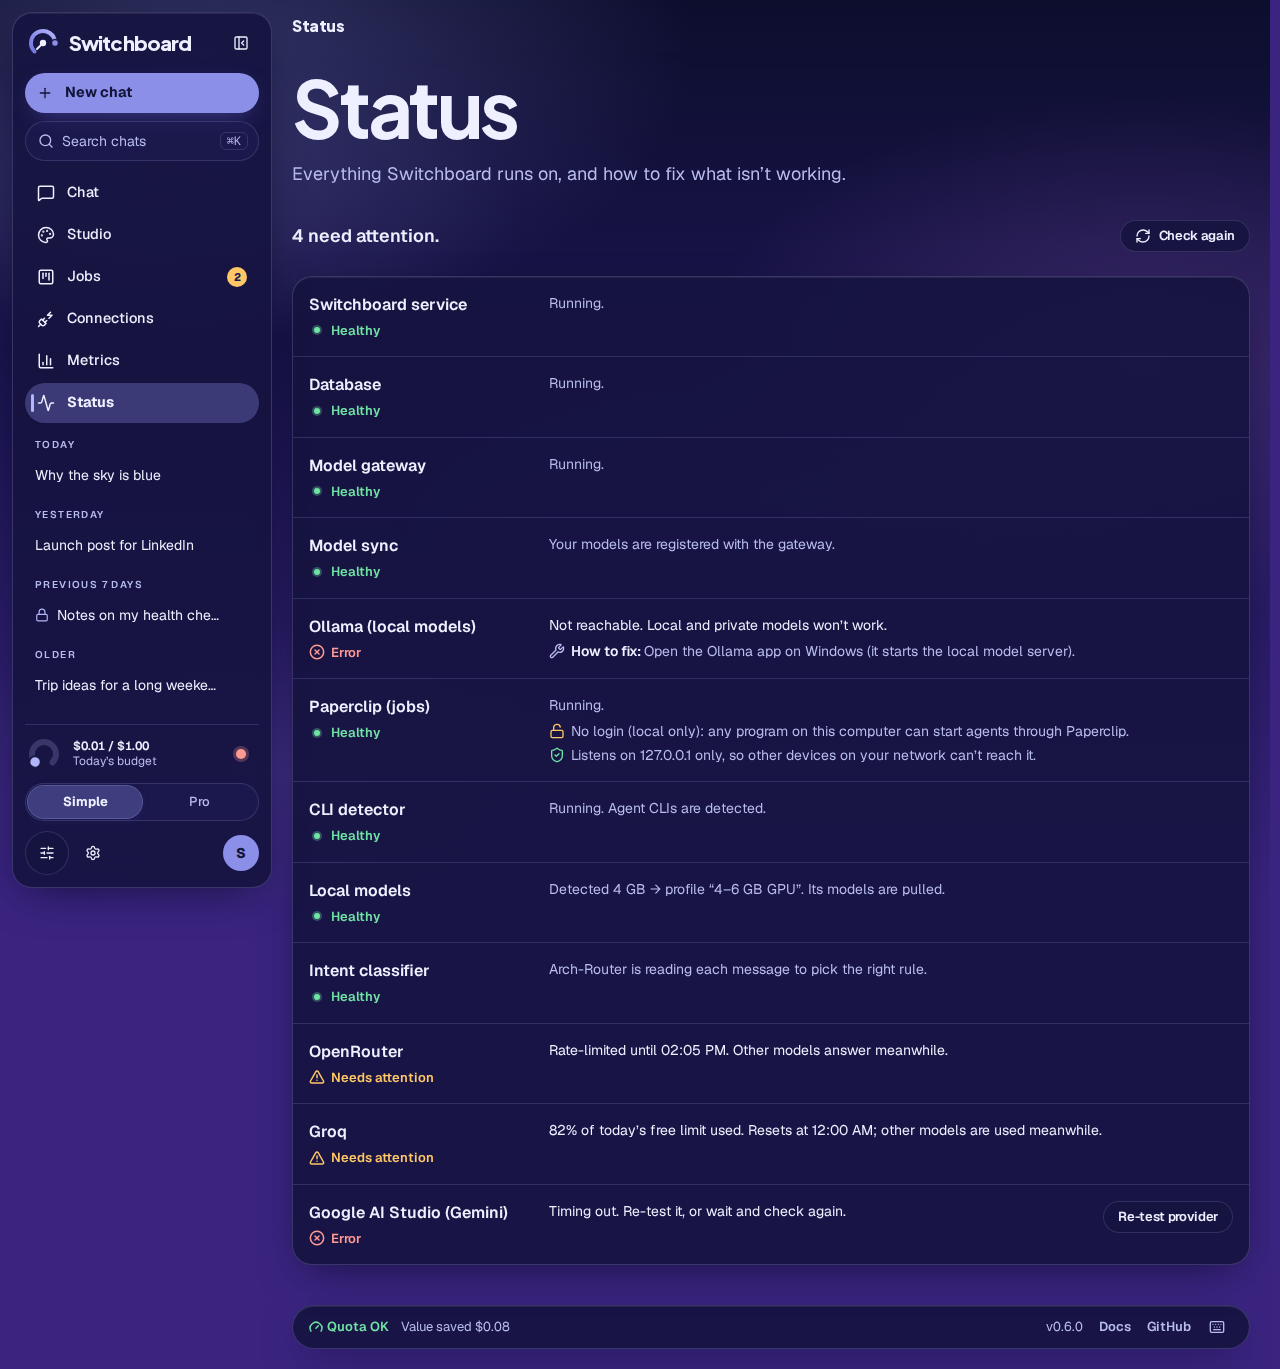 Switchboard
New chat
Search chats ⌘K
Chat
Studio
Jobs 2
Connections
Metrics
Status
TODAY
Why the sky is blue
YESTERDAY
Launch post for LinkedIn
PREVIOUS 7 DAYS
Notes on my health che…
OLDER
Trip ideas for a long weeke…
$0.01 / $1.00
Today's budget
Simple Pro
S
Status
Status
Everything Switchboard runs on, and how to fix what isn’t working.
4 need attention.
Check again
Switchboard service
Healthy
Running.
Database
Healthy
Running.
Model gateway
Healthy
Running.
Model sync
Healthy
Your models are registered with the gateway.
Ollama (local models)
Error
Not reachable. Local and private models won’t work.
How to fix: Open the Ollama app on Windows (it starts the local model server).
Paperclip (jobs)
Healthy
Running.
No login (local only): any program on this computer can start agents through Paperclip.
Listens on 127.0.0.1 only, so other devices on your network can’t reach it.
CLI detector
Healthy
Running. Agent CLIs are detected.
Local models
Healthy
Detected 4 GB → profile “4–6 GB GPU”. Its models are pulled.
Intent classifier
Healthy
Arch-Router is reading each message to pick the right rule.
OpenRouter
Needs attention
Rate-limited until 02:05 PM. Other models answer meanwhile.
Groq
Needs attention
82% of today’s free limit used. Resets at 12:00 AM; other models are used meanwhile.
Google AI Studio (Gemini)
Error
Timing out. Re-test it, or wait and check again.
Re-test provider
Quota OK Value saved $0.08
v0.6.0 Docs GitHub